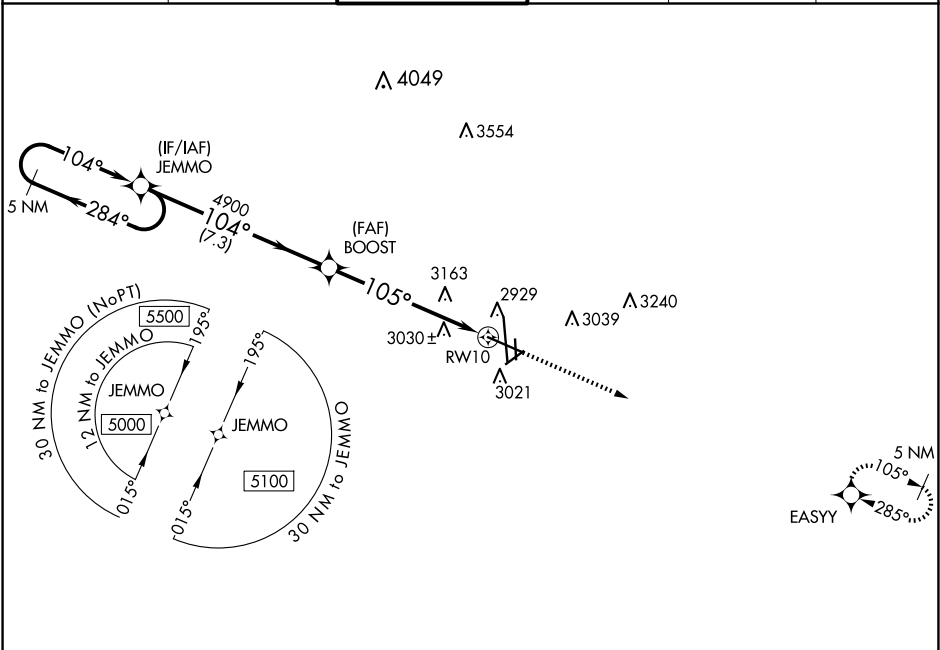 4049
3554
(IF/IAF)
JEMMO
104°
5 NM
284°
4900
104°
(7.3)
(FAF)
BOOST
105°
3163
2929
3240
3039
3030±
RW10
3021
30 NM to JEMMO (NoPT)
5500
195°
12 NM to JEMMO
JEMMO
5000
015°
195°
JEMMO
5100
015°
30 NM to JEMMO
5 NM
105°
285°
EASYY